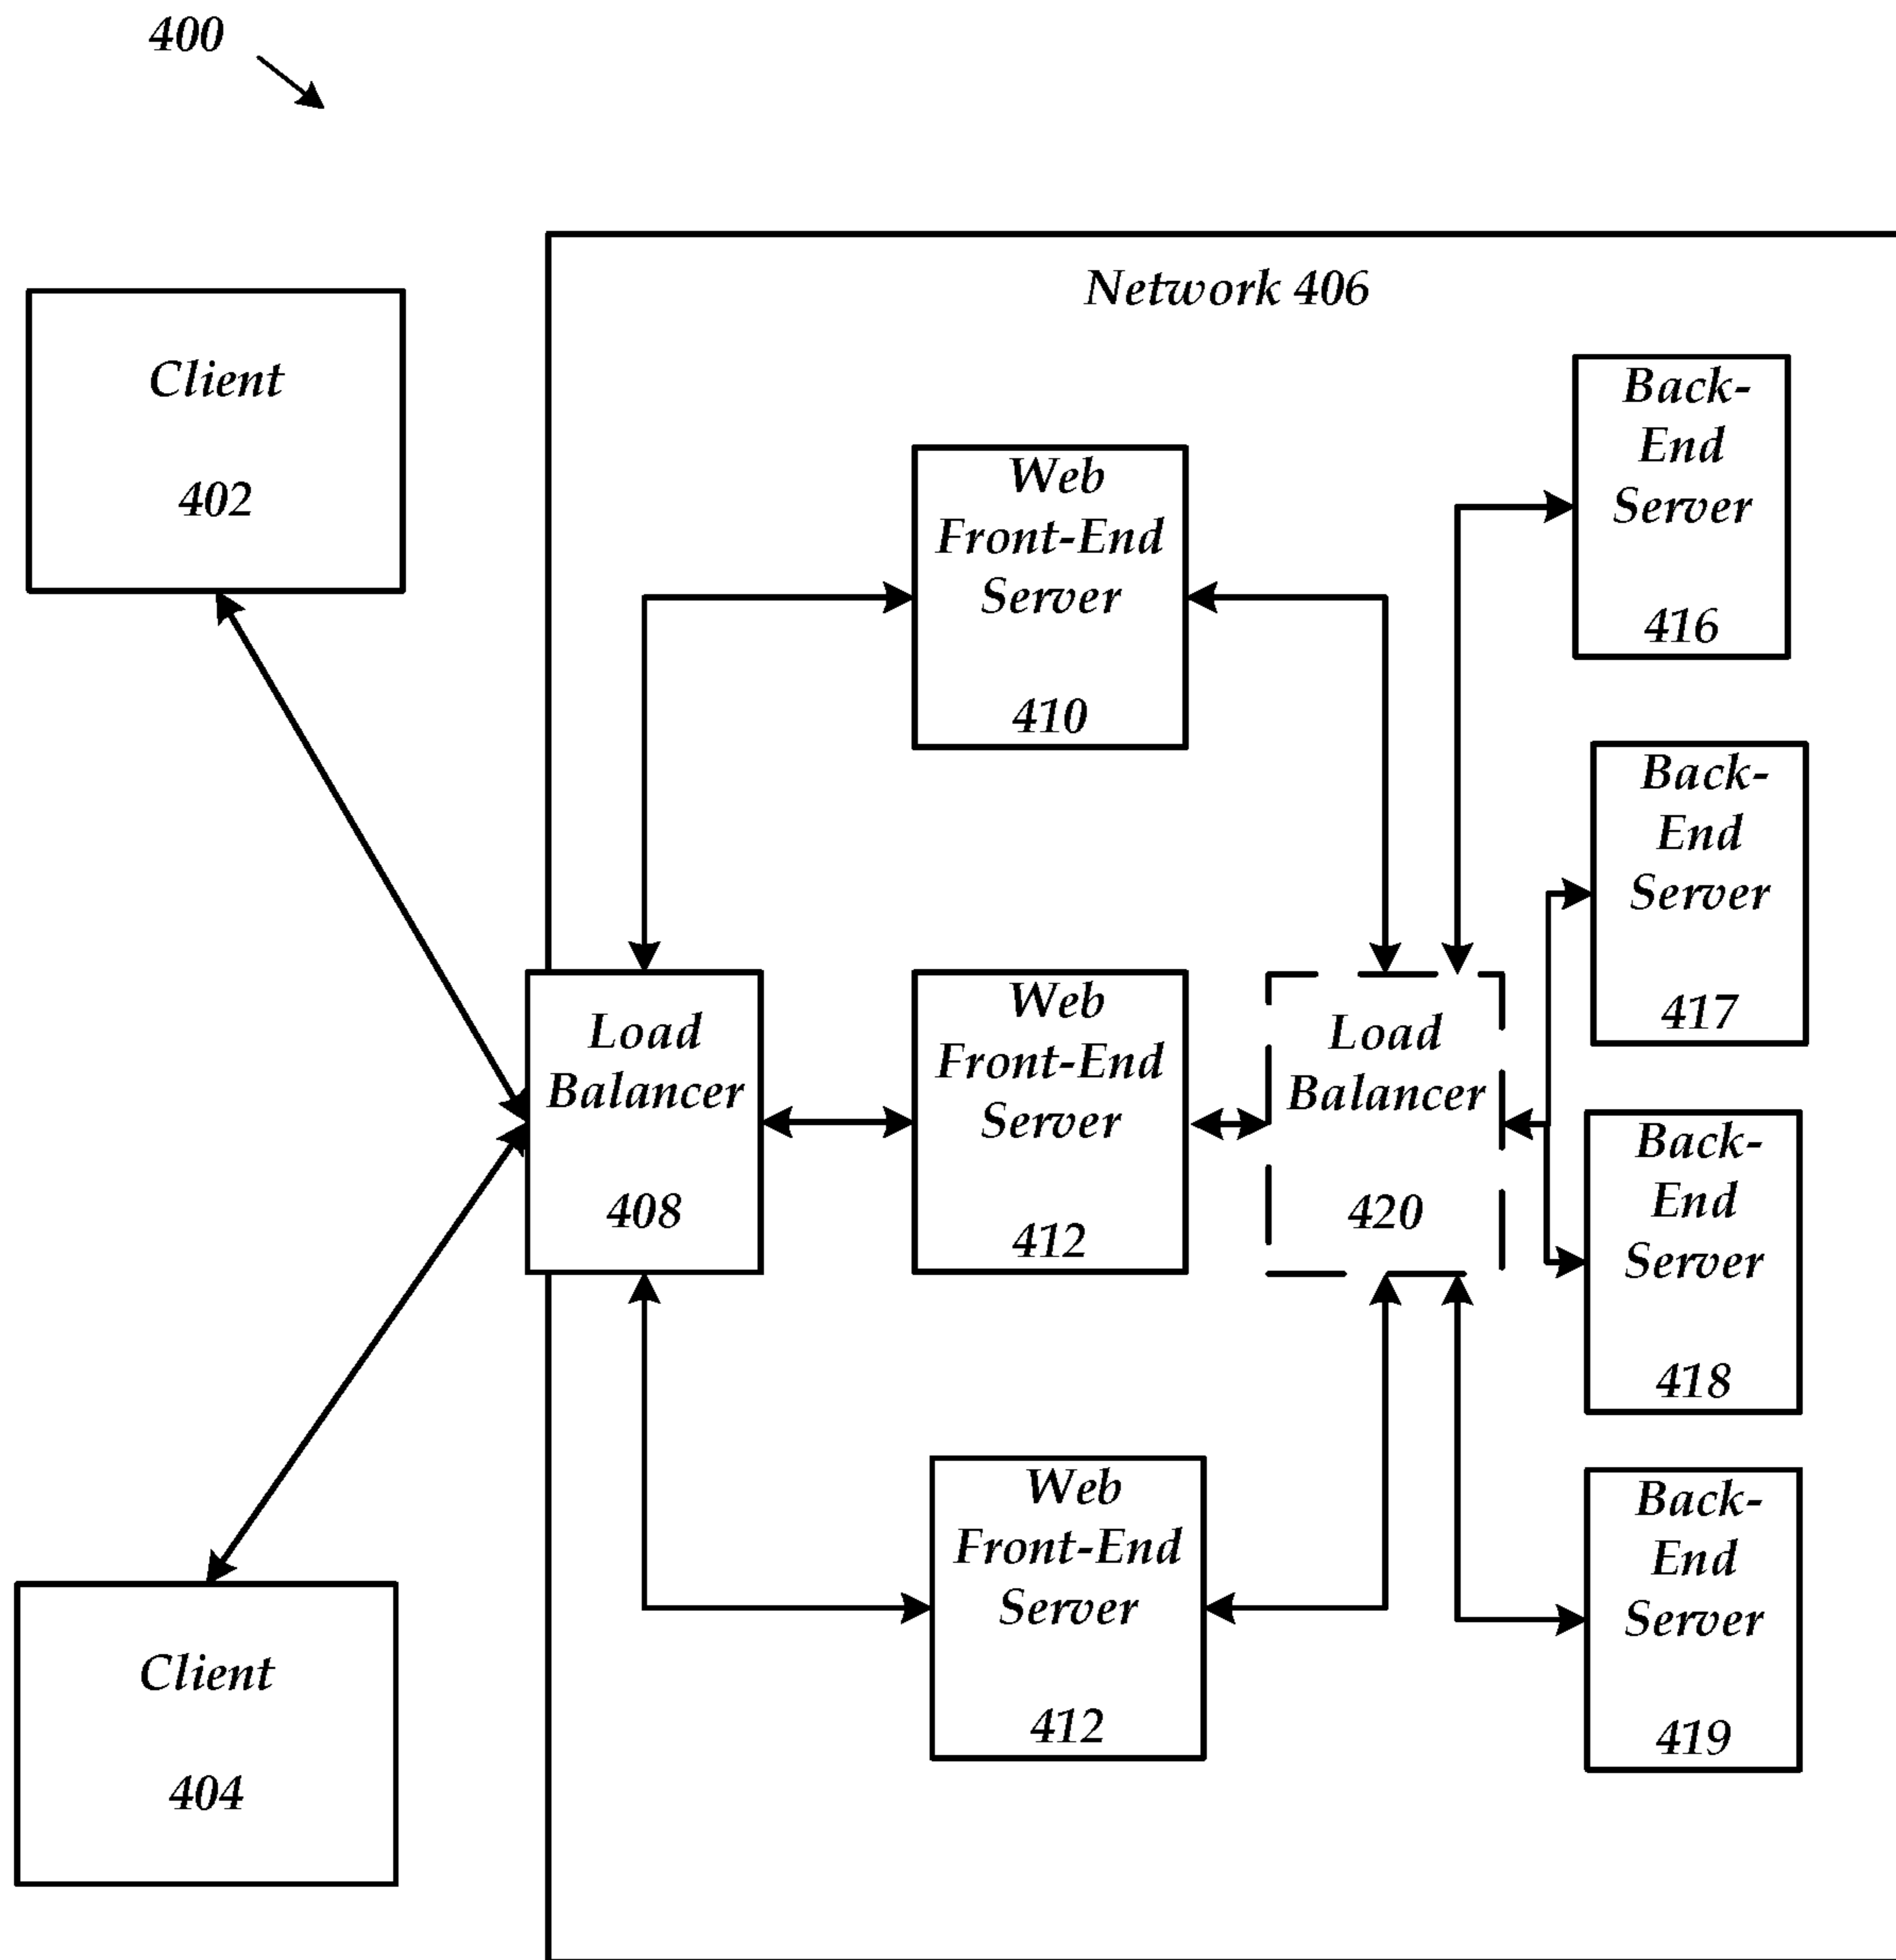 400
Network 406
Client
402
Back-
End
Server
416
Web
Front-End
Server
410
Back-
End
Server
417
Load
Balancer
408
Web
Front-End
Server
412
Load
Balancer
420
Back-
End
Server
418
Web
Front-End
Server
412
Back-
End
Server
419
Client
404